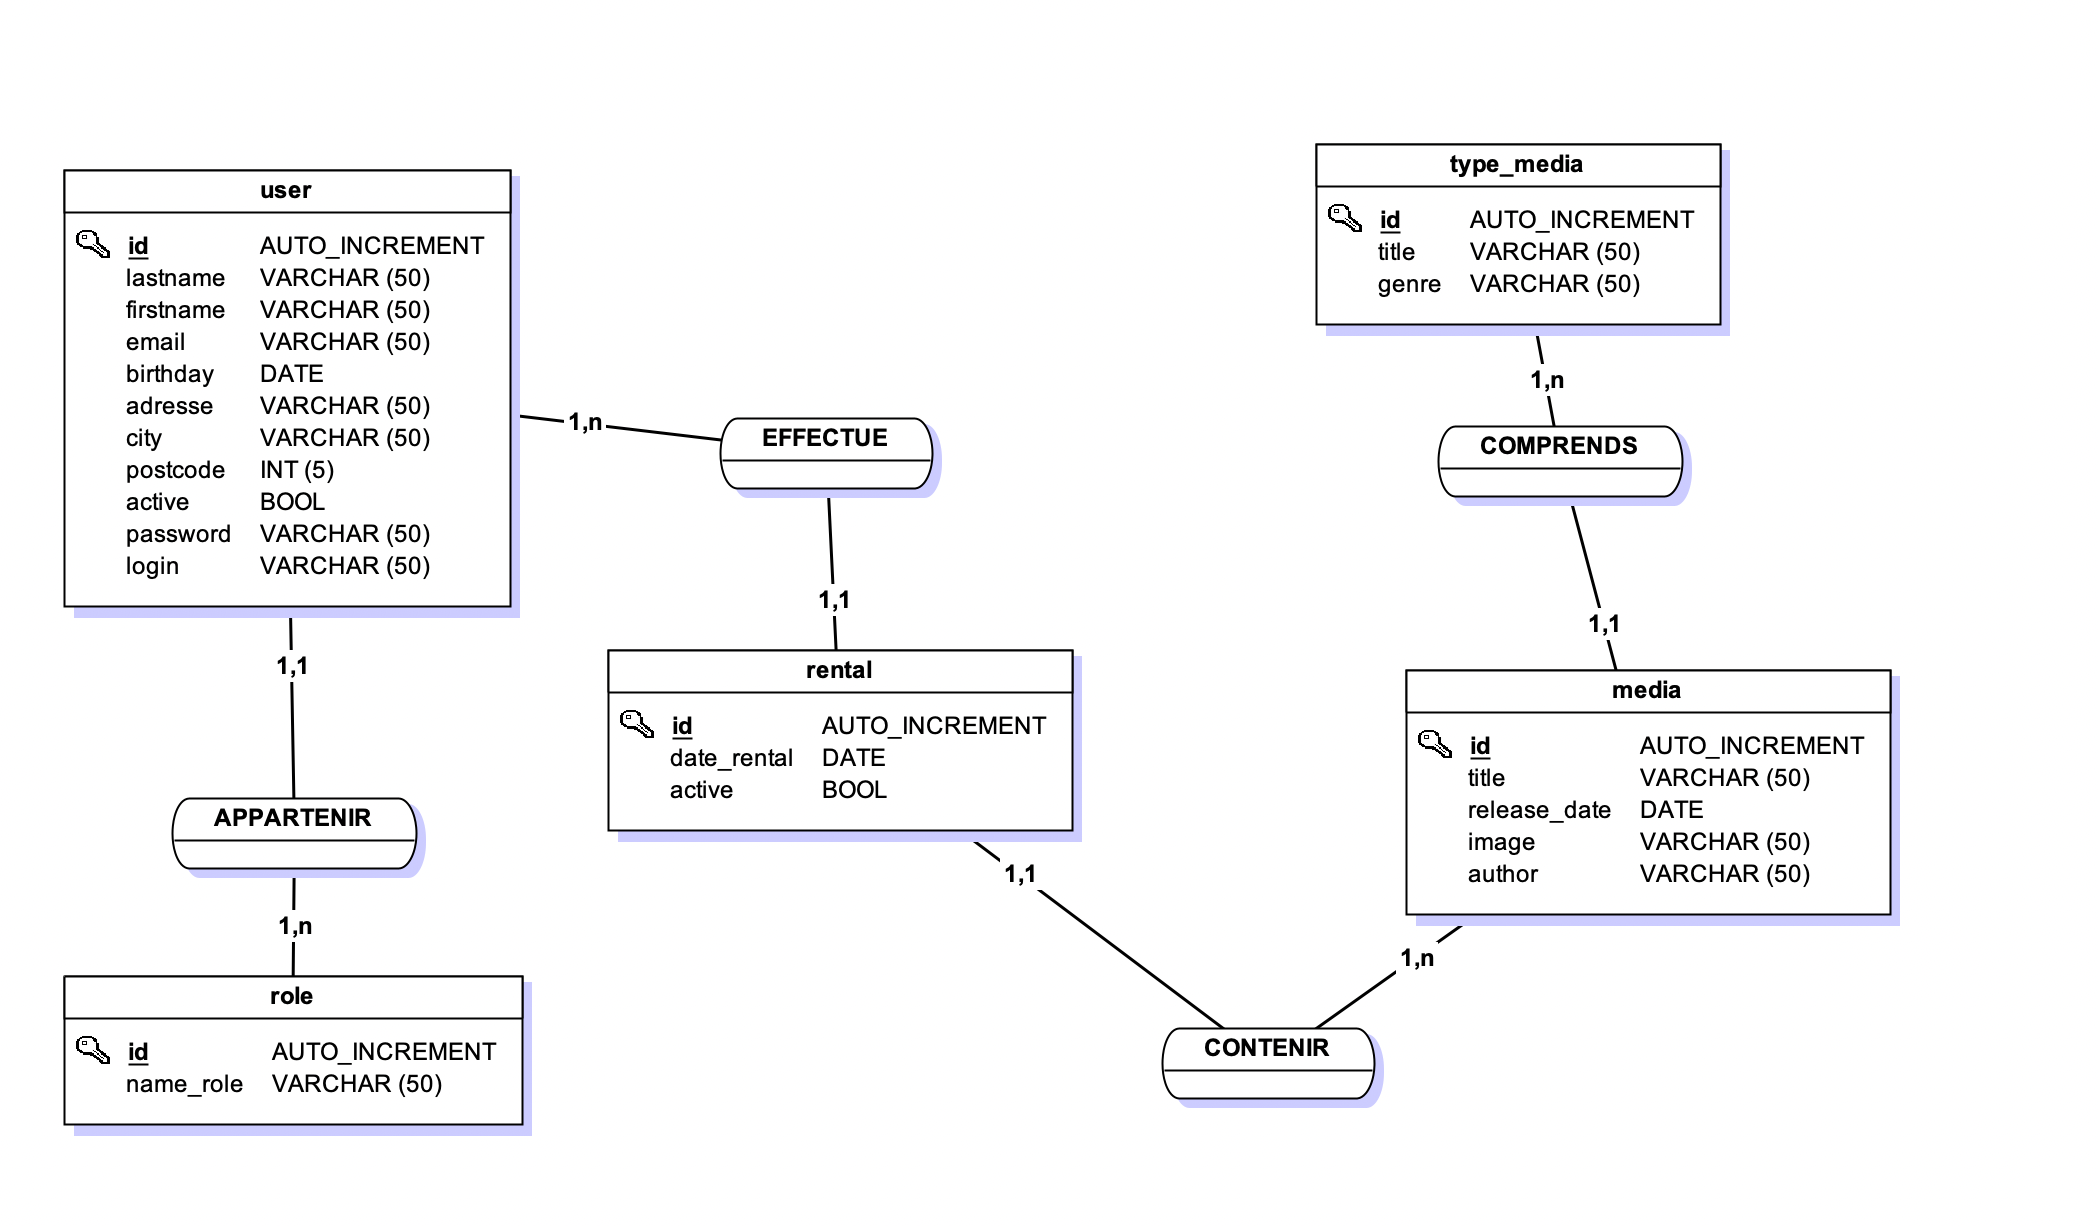 user
id AUTO_INCREMENT
lastname VARCHAR (50)
firstname VARCHAR (50)
email VARCHAR (50)
birthday DATE
adresse VARCHAR (50)
city VARCHAR (50)
postcode INT (5)
active BOOL
password VARCHAR (50)
login VARCHAR (50)
1,1
APPARTENIR
1,n
role
id AUTO_INCREMENT
name_role VARCHAR (50)
1,n
EFFECTUE
1,1
rental
id AUTO_INCREMENT
date_rental DATE
active BOOL
1,1
CONTENIR
1,n
type_media
id AUTO_INCREMENT
title VARCHAR (50)
genre VARCHAR (50)
1,n
COMPRENDS
1,1
media
id AUTO_INCREMENT
title VARCHAR (50)
release_date DATE
image VARCHAR (50)
author VARCHAR (50)